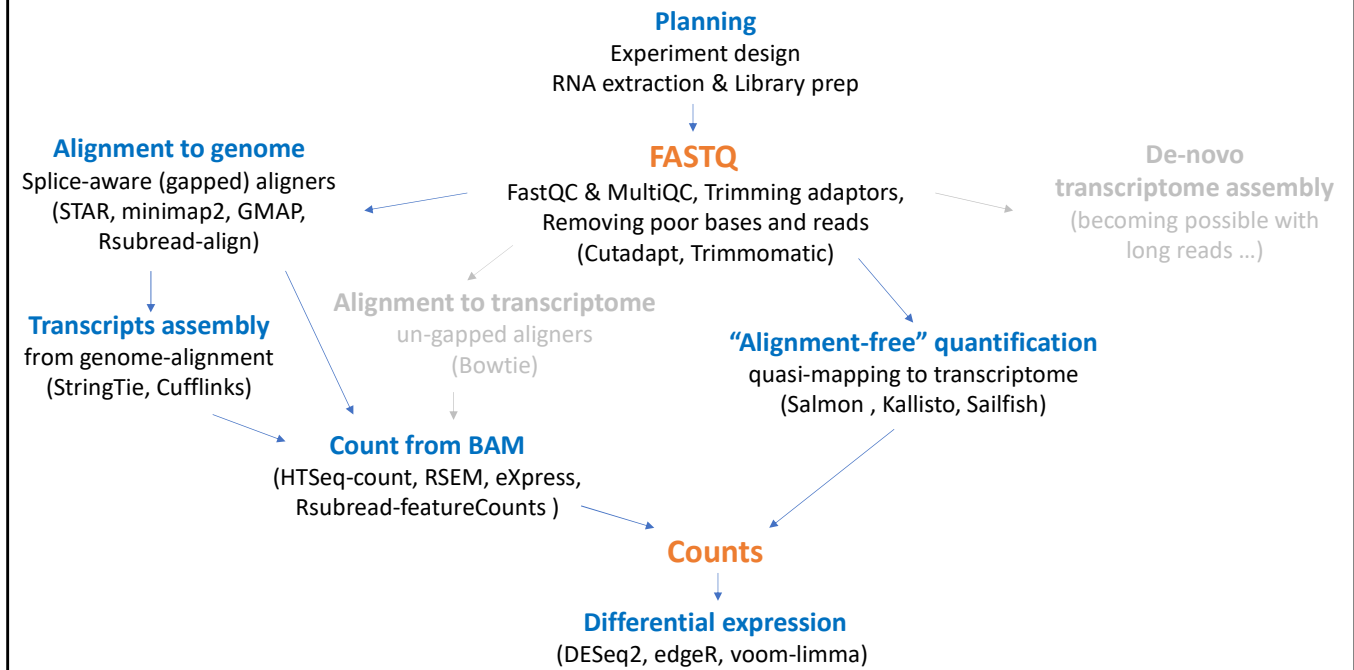 Planning
Experiment design
RNA extraction & Library prep
Alignment to genome
Splice-aware (gapped) aligners
(STAR, minimap2, GMAP,
Rsubread-align)
FASTQ
FastQC & MultiQC, Trimming adaptors,
Removing poor bases and reads
(Cutadapt, Trimmomatic)
De-novo
transcriptome assembly
(becoming possible with
long reads ...)
Transcripts assembly
from genome-alignment
(StringTie, Cufflinks)
Alignment to transcriptome
un-gapped aligners
(Bowtie)
“Alignment-free” quantification
quasi-mapping to transcriptome
(Salmon , Kallisto, Sailfish)
Count from BAM
(HTSeq-count, RSEM, eXpress,
Rsubread-featureCounts )
Counts
Differential expression
(DESeq2, edgeR, voom-limma)